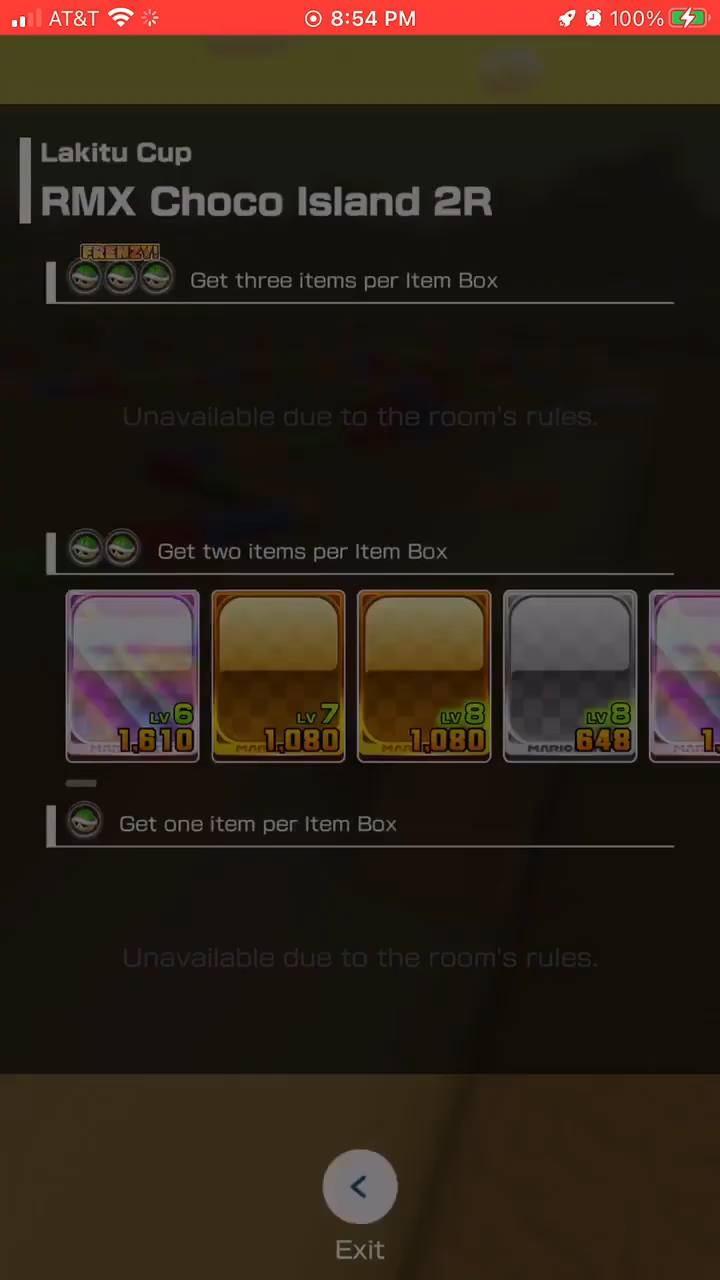 AT&T 8:54 PM 100%
Lakitu Cup
RMX Choco Island 2R
FRENZY!
Get three items per Item Box
Unavailable due to the room's rules.
Get two items per Item Box
LV 6 LV 7 LV 8 LV 8
1,610 1,080 1,080 648 1,
MARIO
Get one item per Item Box
Unavailable due to the room's rules.
<
Exit